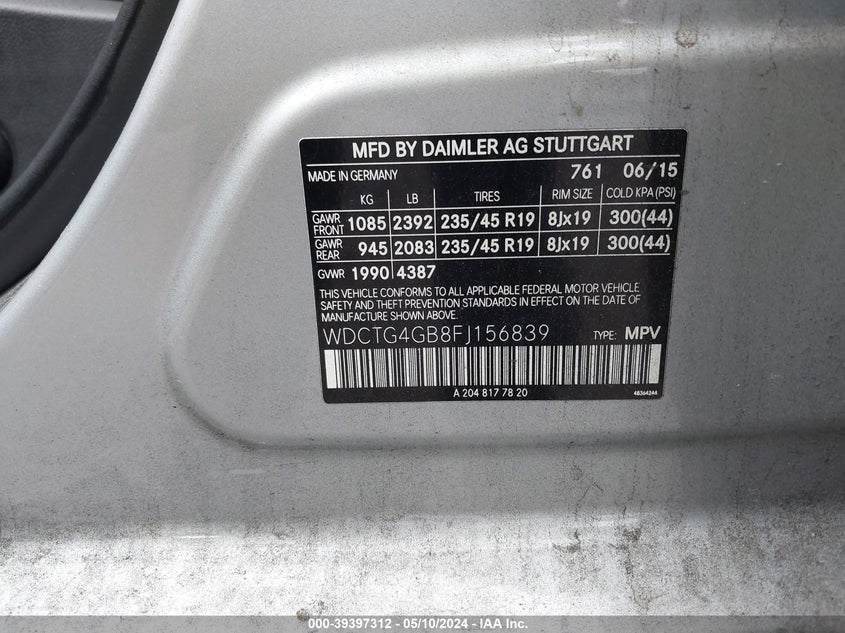 MFD BY DAIMLER AG STUTTGART
MADE IN GERMANY 761 06/15
KG LB TIRES RIM SIZE COLD KPA (PSI)
GAWR FRONT 1085 2392 235/45 R19 8Jx19 300(44)
GAWR REAR 945 2083 235/45 R19 8Jx19 300(44)
GVWR 1990 4387
THIS VEHICLE CONFORMS TO ALL APPLICABLE FEDERAL MOTOR VEHICLE
SAFETY AND THEFT PREVENTION STANDARDS IN EFFECT ON THE DATE
OF MANUFACTURE SHOWN ABOVE.
WDCTG4GB8FJ156839 TYPE: MPV
A 204 817 78 20 48364244
000-39397312 - 05/10/2024 - IAA Inc.